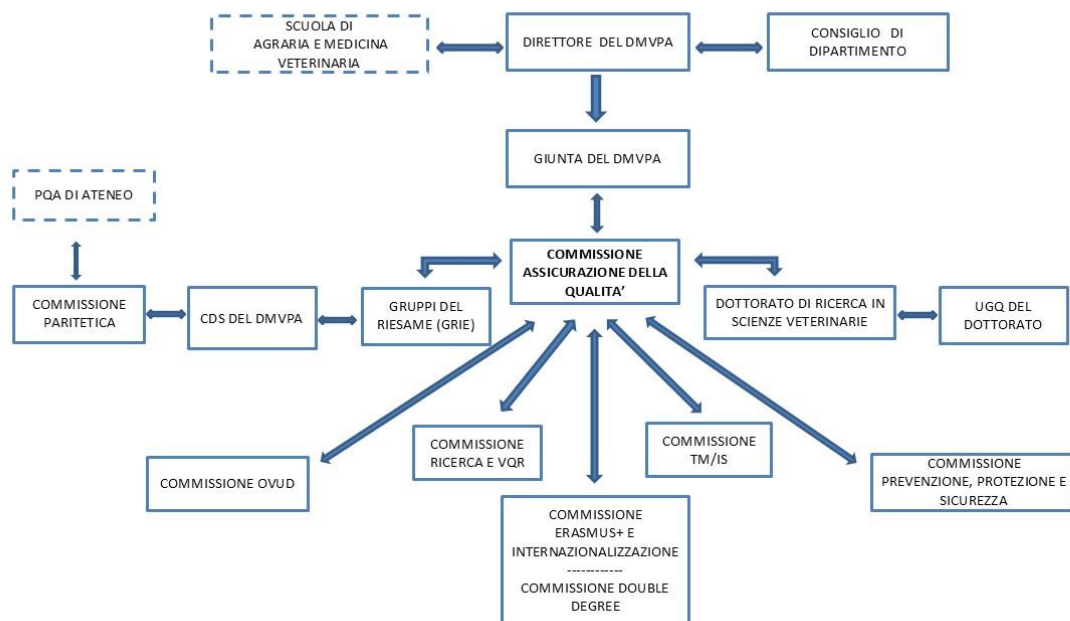 SCUOLA DI
AGRARIA E MEDICINA
VETERINARIA
DIRETTORE DEL DMVPA
CONSIGLIO DI
DIPARTIMENTO
GIUNTA DEL DMVPA
PQA DI ATENEO
COMMISSIONE
ASSICURAZIONE DELLA
QUALITA’
COMMISSIONE
PARITETICA
CDS DEL DMVPA
GRUPPI DEL
RIESAME (GRIE)
DOTTORATO DI RICERCA IN
SCIENZE VETERINARIE
UGQ DEL
DOTTORATO
COMMISSIONE OVUD
COMMISSIONE
RICERCA E VQR
COMMISSIONE
ERASMUS+ E
INTERNAZIONALIZZAZIONE
------------
COMMISSIONE DOUBLE
DEGREE
COMMISSIONE
TM/IS
COMMISSIONE
PREVENZIONE, PROTEZIONE E
SICUREZZA